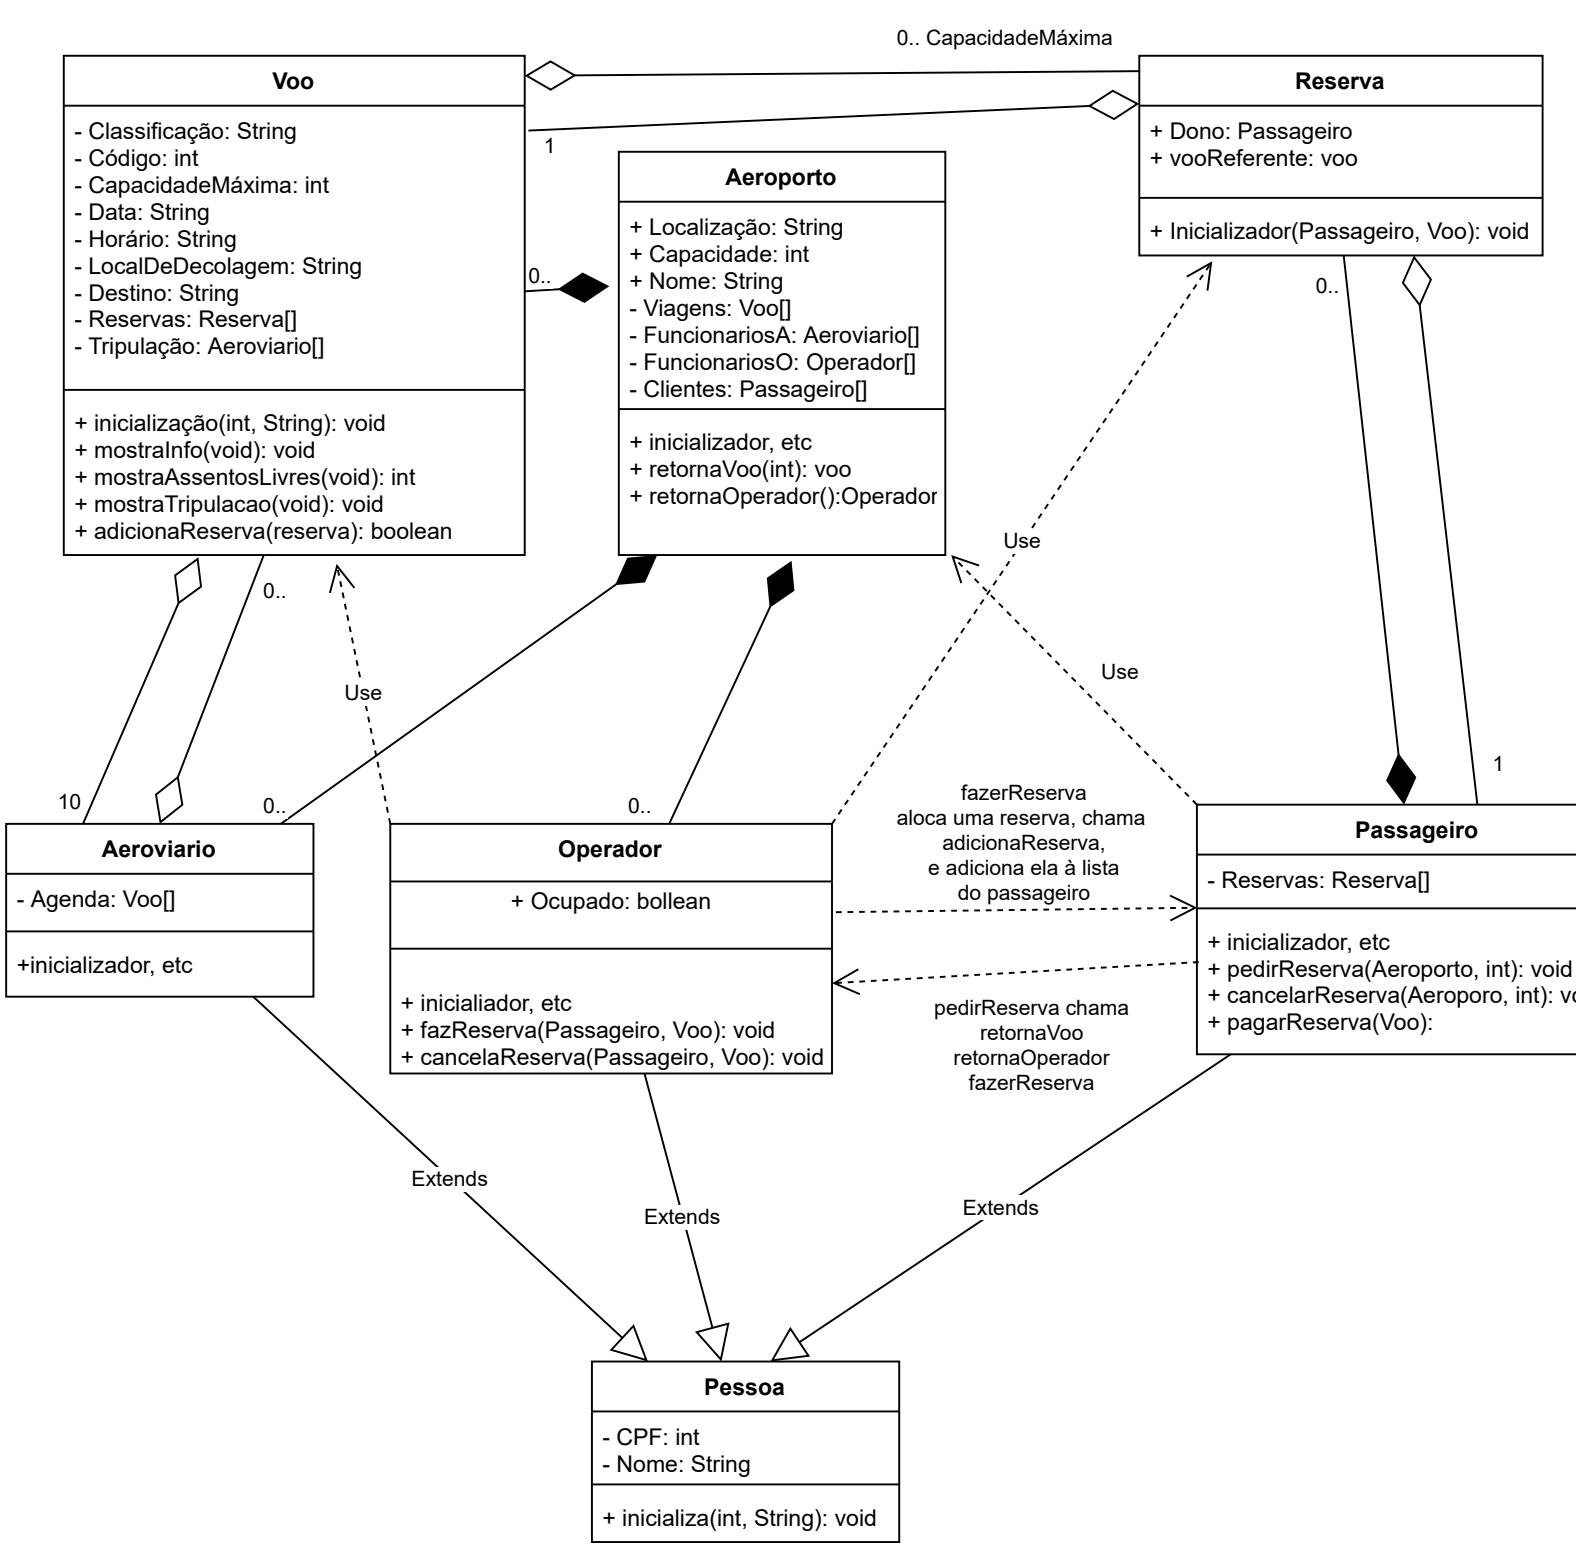 0.. CapacidadeMáxima
Voo
- Classificação: String
- Código: int
- CapacidadeMáxima: int
- Data: String
- Horário: String
- LocalDeDecolagem: String
- Destino: String
- Reservas: Reserva[]
- Tripulação: Aeroviario[]
+ inicialização(int, String): void
+ mostraInfo(void): void
+ mostraAssentosLivres(void): int
+ mostraTripulacao(void): void
+ adicionaReserva(reserva): boolean
1
0..
Aeroporto
+ Localização: String
+ Capacidade: int
+ Nome: String
- Viagens: Voo[]
- FuncionariosA: Aeroviario[]
- FuncionariosO: Operador[]
- Clientes: Passageiro[]
+ inicializador, etc
+ retornaVoo(int): voo
+ retornaOperador():Operador
Reserva
+ Dono: Passageiro
+ vooReferente: voo
+ Inicializador(Passageiro, Voo): void
0..
Use
0..
Use
Use
1
10
0..
0..
fazerReserva
aloca uma reserva, chama
adicionaReserva,
e adiciona ela à lista
do passageiro
Aeroviario
- Agenda: Voo[]
+inicializador, etc
Operador
+ Ocupado: bollean
+ inicialiador, etc
+ fazReserva(Passageiro, Voo): void
+ cancelaReserva(Passageiro, Voo): void
Passageiro
- Reservas: Reserva[]
+ inicializador, etc
+ pedirReserva(Aeroporto, int): void
+ cancelarReserva(Aeroporo, int): vo
+ pagarReserva(Voo):
pedirReserva chama
retornaVoo
retornaOperador
fazerReserva
Extends
Extends
Extends
Pessoa
- CPF: int
- Nome: String
+ inicializa(int, String): void